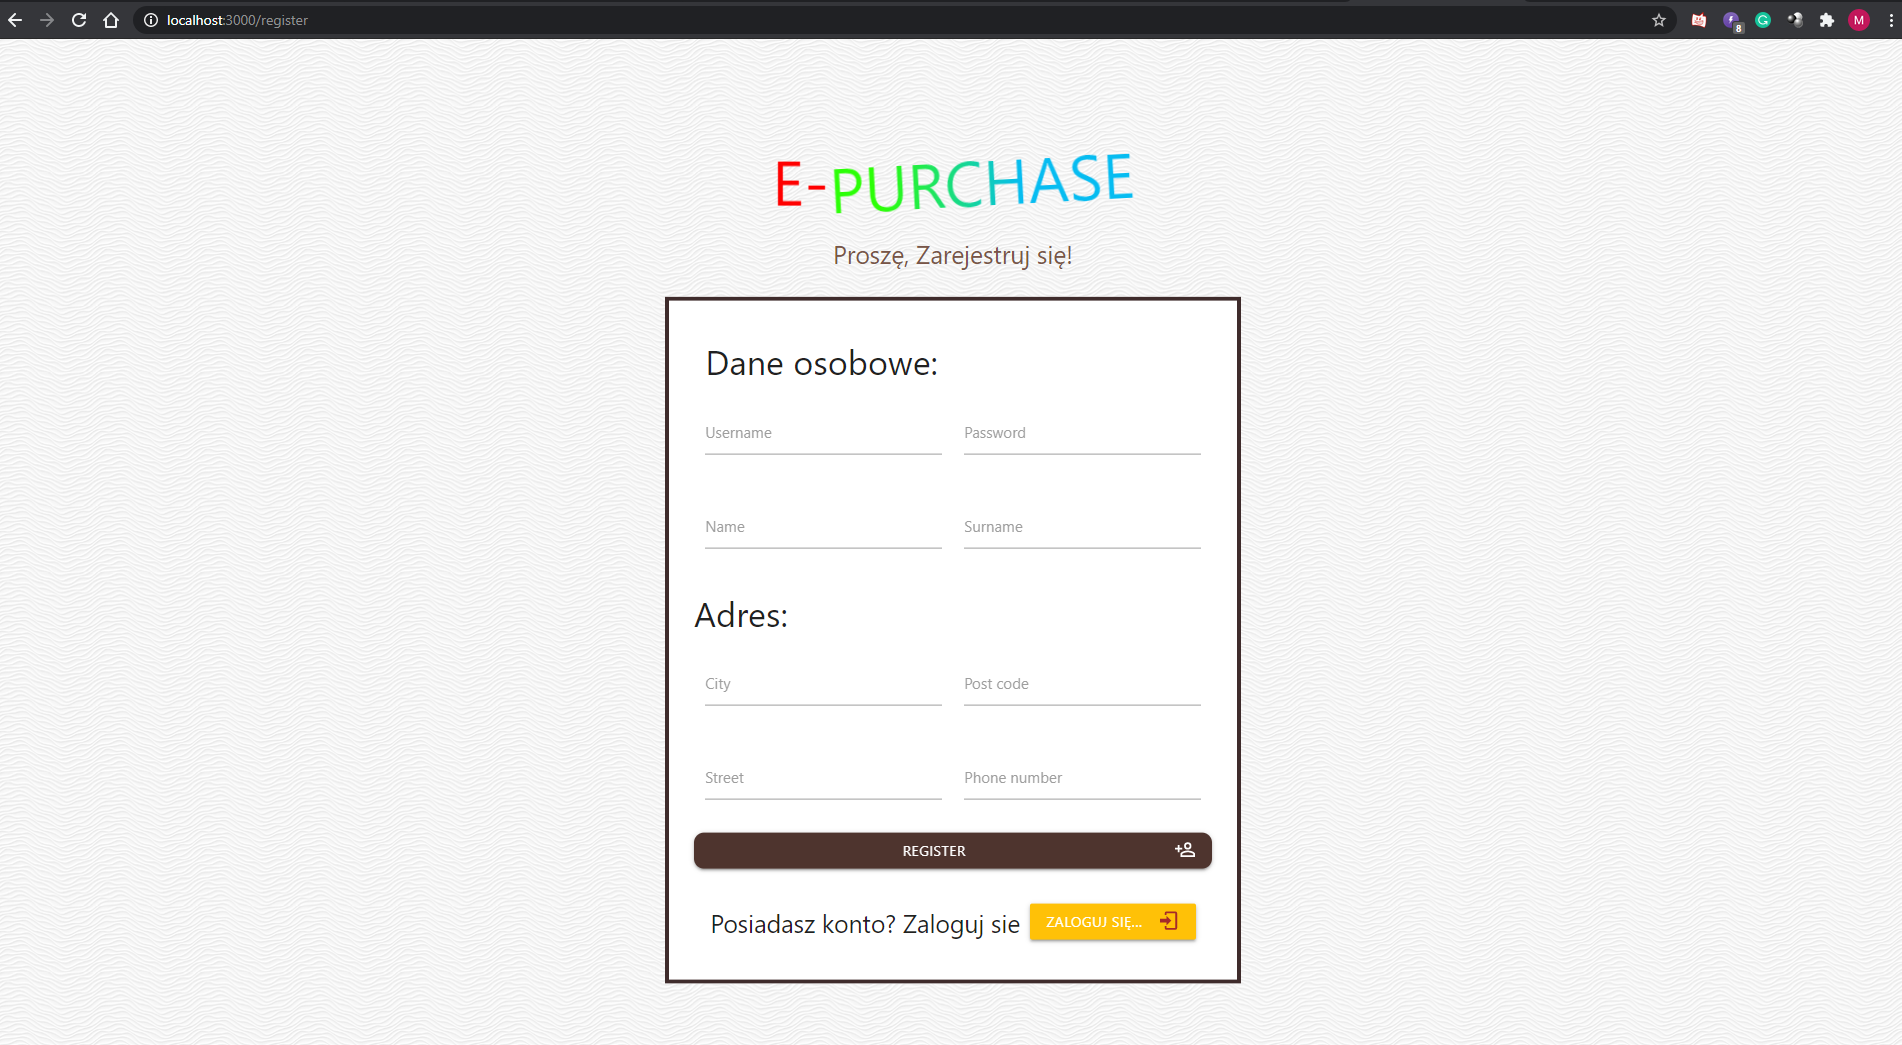 localhost:3000/register
8
M
E-PURCHASE
Proszę, Zarejestruj się!
Dane osobowe:
Username Password
Name Surname
Adres:
City Post code
Street Phone number
REGISTER
Posiadasz konto? Zaloguj sie ZALOGUJ SIĘ...